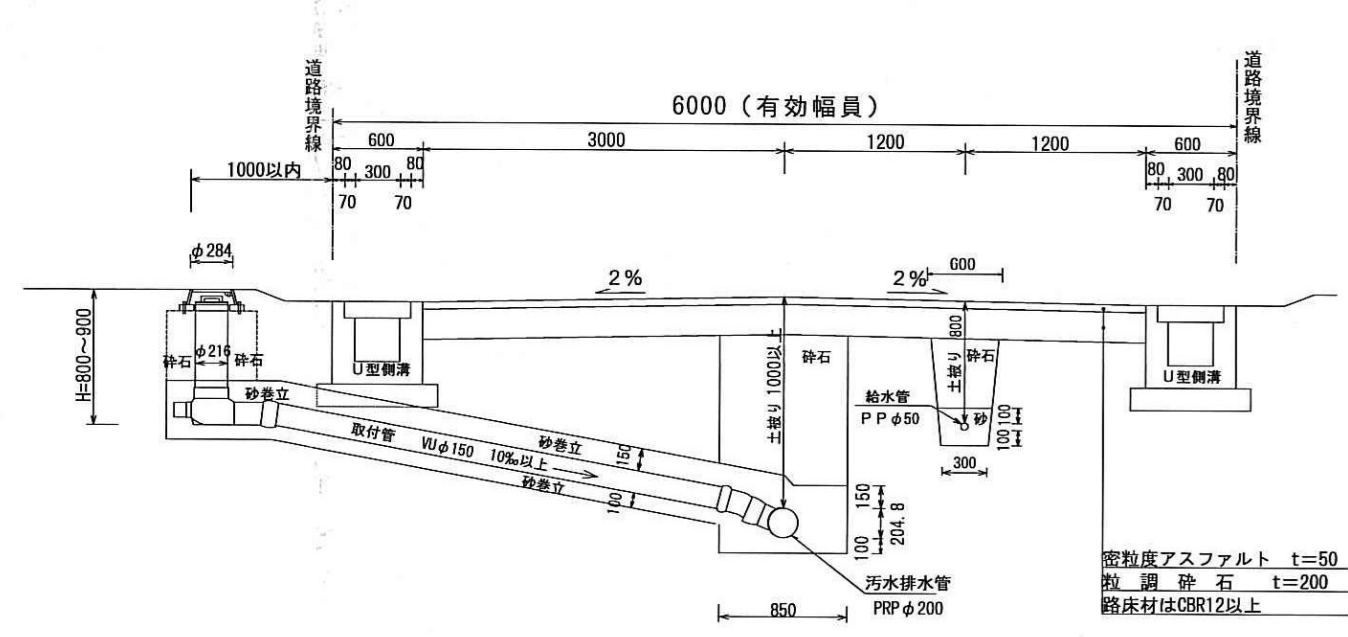 道路境界線
道路境界線
6000（有効幅員）
600
3000
1200
1200
600
1000以内
80
300
80
70
70
80
300
80
70
70
φ284
2%
2%
600
H=800~900
砕石
φ216
砕石
U型側溝
土被り 1000以上
砕石
土被り 800
砕石
U型側溝
砂巻立
給水管
PPφ50
砂
100
100
取付管 VUφ150 10‰以上
砂巻立
150
砂巻立
100
300
150
204.8
100
密粒度アスファルト t=50
粒調砕石 t=200
路床材はCBR12以上
汚水排水管
PRPφ200
850